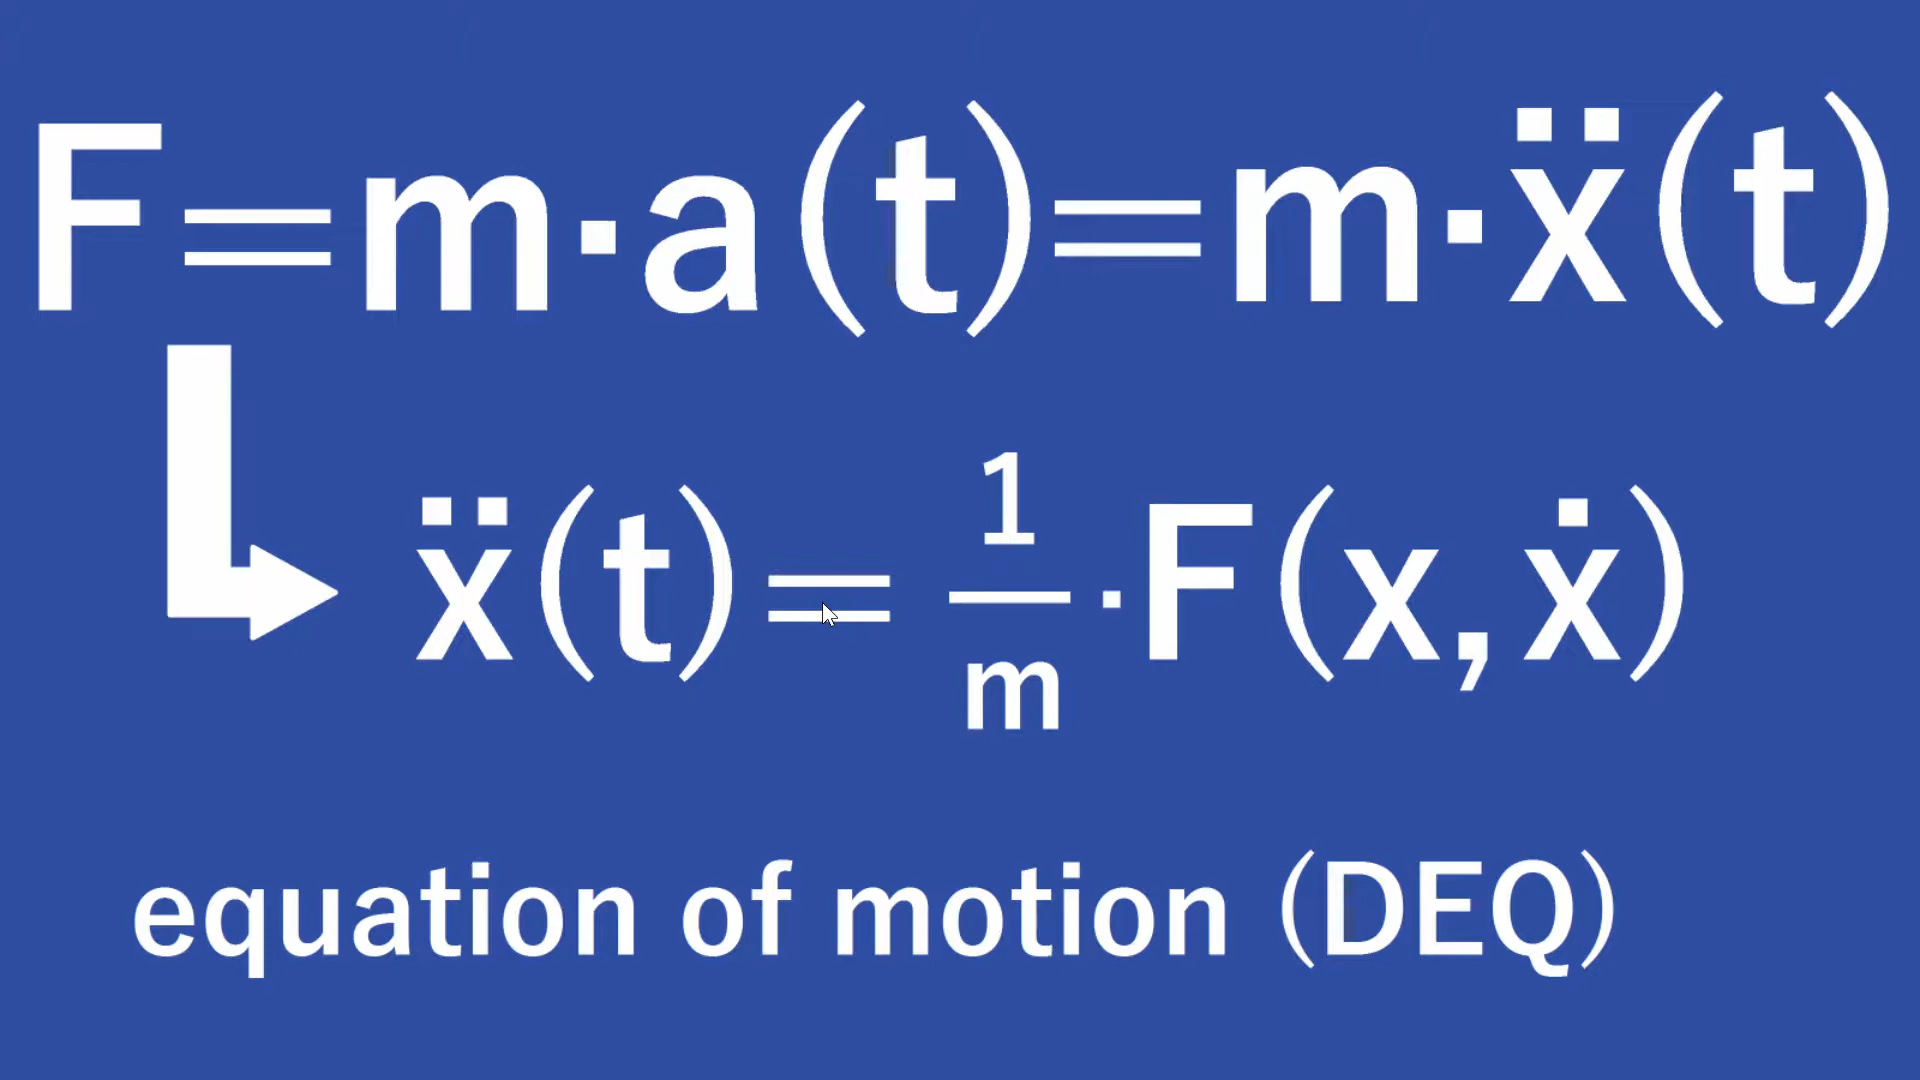 F=m·a(t)=m·ẍ(t)
ẍ(t)= 1/m ·F(x,ẋ)
equation of motion (DEQ)